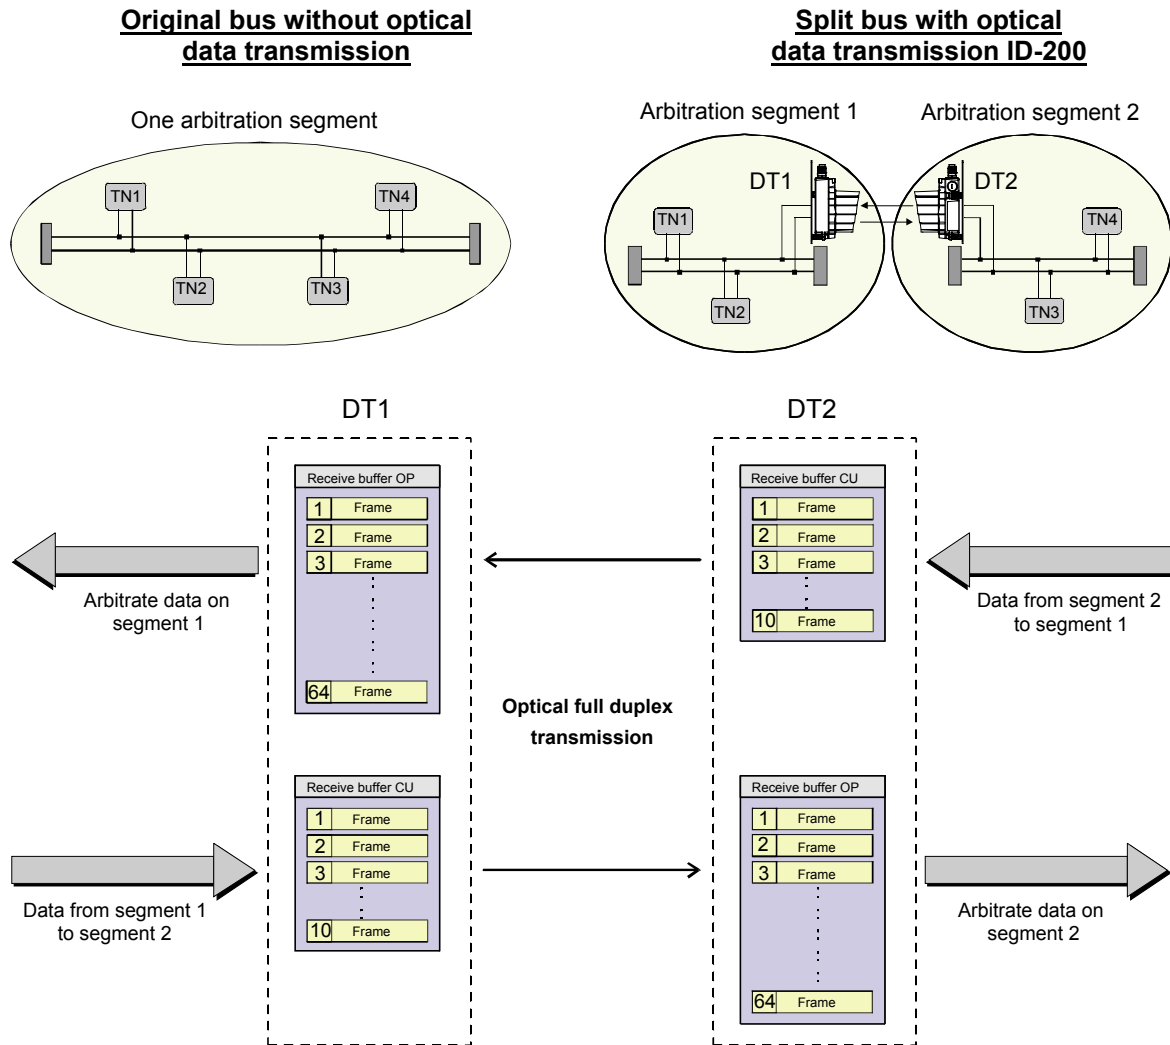 Original bus without optical
data transmission
Split bus with optical
data transmission ID-200
One arbitration segment
TN1
TN4
TN2
TN3
Arbitration segment 1
Arbitration segment 2
DT1
DT2
TN1
TN4
TN2
TN3
DT1
DT2
Receive buffer OP
1 Frame
2 Frame
3 Frame
64 Frame
Receive buffer CU
1 Frame
2 Frame
3 Frame
10 Frame
Arbitrate data on
segment 1
Data from segment 2
to segment 1
Optical full duplex
transmission
Receive buffer CU
1 Frame
2 Frame
3 Frame
10 Frame
Receive buffer OP
1 Frame
2 Frame
3 Frame
64 Frame
Data from segment 1
to segment 2
Arbitrate data on
segment 2